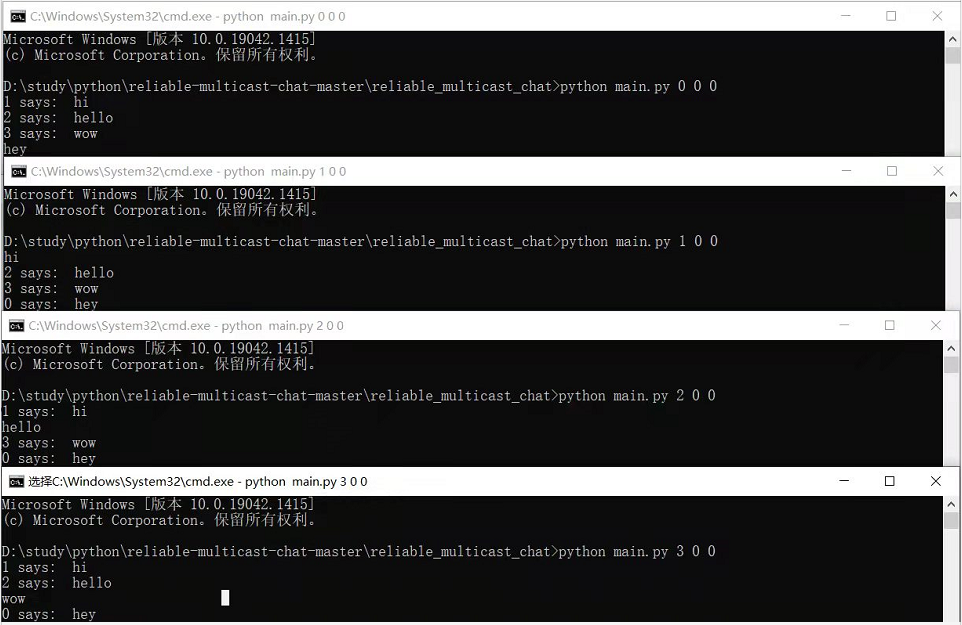 C:\Windows\System32\cmd.exe - python  main.py 0 0 0
Microsoft Windows [版本 10.0.19042.1415]
(c) Microsoft Corporation。保留所有权利。
D:\study\python\reliable-multicast-chat-master\reliable_multicast_chat>python main.py 0 0 0
1 says:  hi
2 says:  hello
3 says:  wow
hey
C:\Windows\System32\cmd.exe - python  main.py 1 0 0
Microsoft Windows [版本 10.0.19042.1415]
(c) Microsoft Corporation。保留所有权利。
D:\study\python\reliable-multicast-chat-master\reliable_multicast_chat>python main.py 1 0 0
hi
2 says:  hello
3 says:  wow
0 says:  hey
C:\Windows\System32\cmd.exe - python  main.py 2 0 0
Microsoft Windows [版本 10.0.19042.1415]
(c) Microsoft Corporation。保留所有权利。
D:\study\python\reliable-multicast-chat-master\reliable_multicast_chat>python main.py 2 0 0
1 says:  hi
hello
3 says:  wow
0 says:  hey
选择C:\Windows\System32\cmd.exe - python  main.py 3 0 0
Microsoft Windows [版本 10.0.19042.1415]
(c) Microsoft Corporation。保留所有权利。
D:\study\python\reliable-multicast-chat-master\reliable_multicast_chat>python main.py 3 0 0
1 says:  hi
2 says:  hello
wow
0 says:  hey